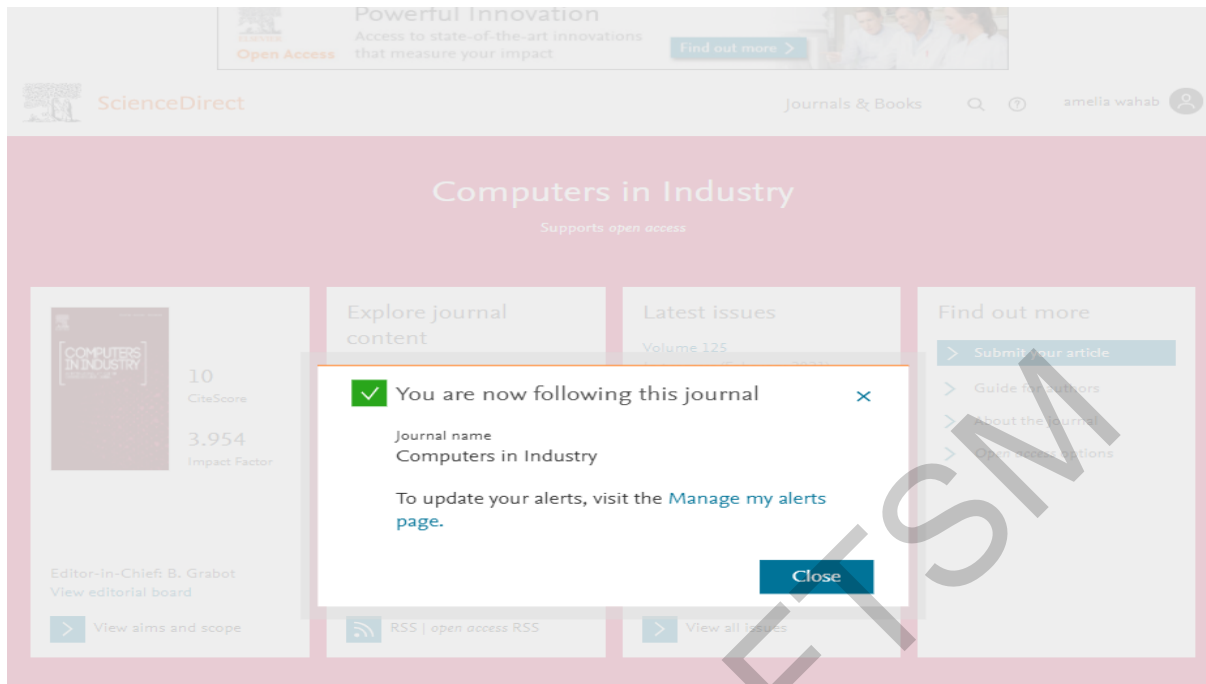 Powerful Innovation
Access to state-of-the-art innovations
that measure your impact
ELSEVIER
Open Access
Find out more >
ScienceDirect
Journals & Books
amelia wahab
Computers in Industry
Supports open access
COMPUTERS
IN INDUSTRY
10
CiteScore
3.954
Impact Factor
Editor-in-Chief: B. Grabot
View editorial board
View aims and scope
Explore journal
content
RSS | open access RSS
Latest issues
Volume 125
View all issues
Find out more
Submit your article
Guide for authors
About the journal
Open access options
You are now following this journal
Journal name
Computers in Industry
To update your alerts, visit the Manage my alerts
page.
Close
FTSM